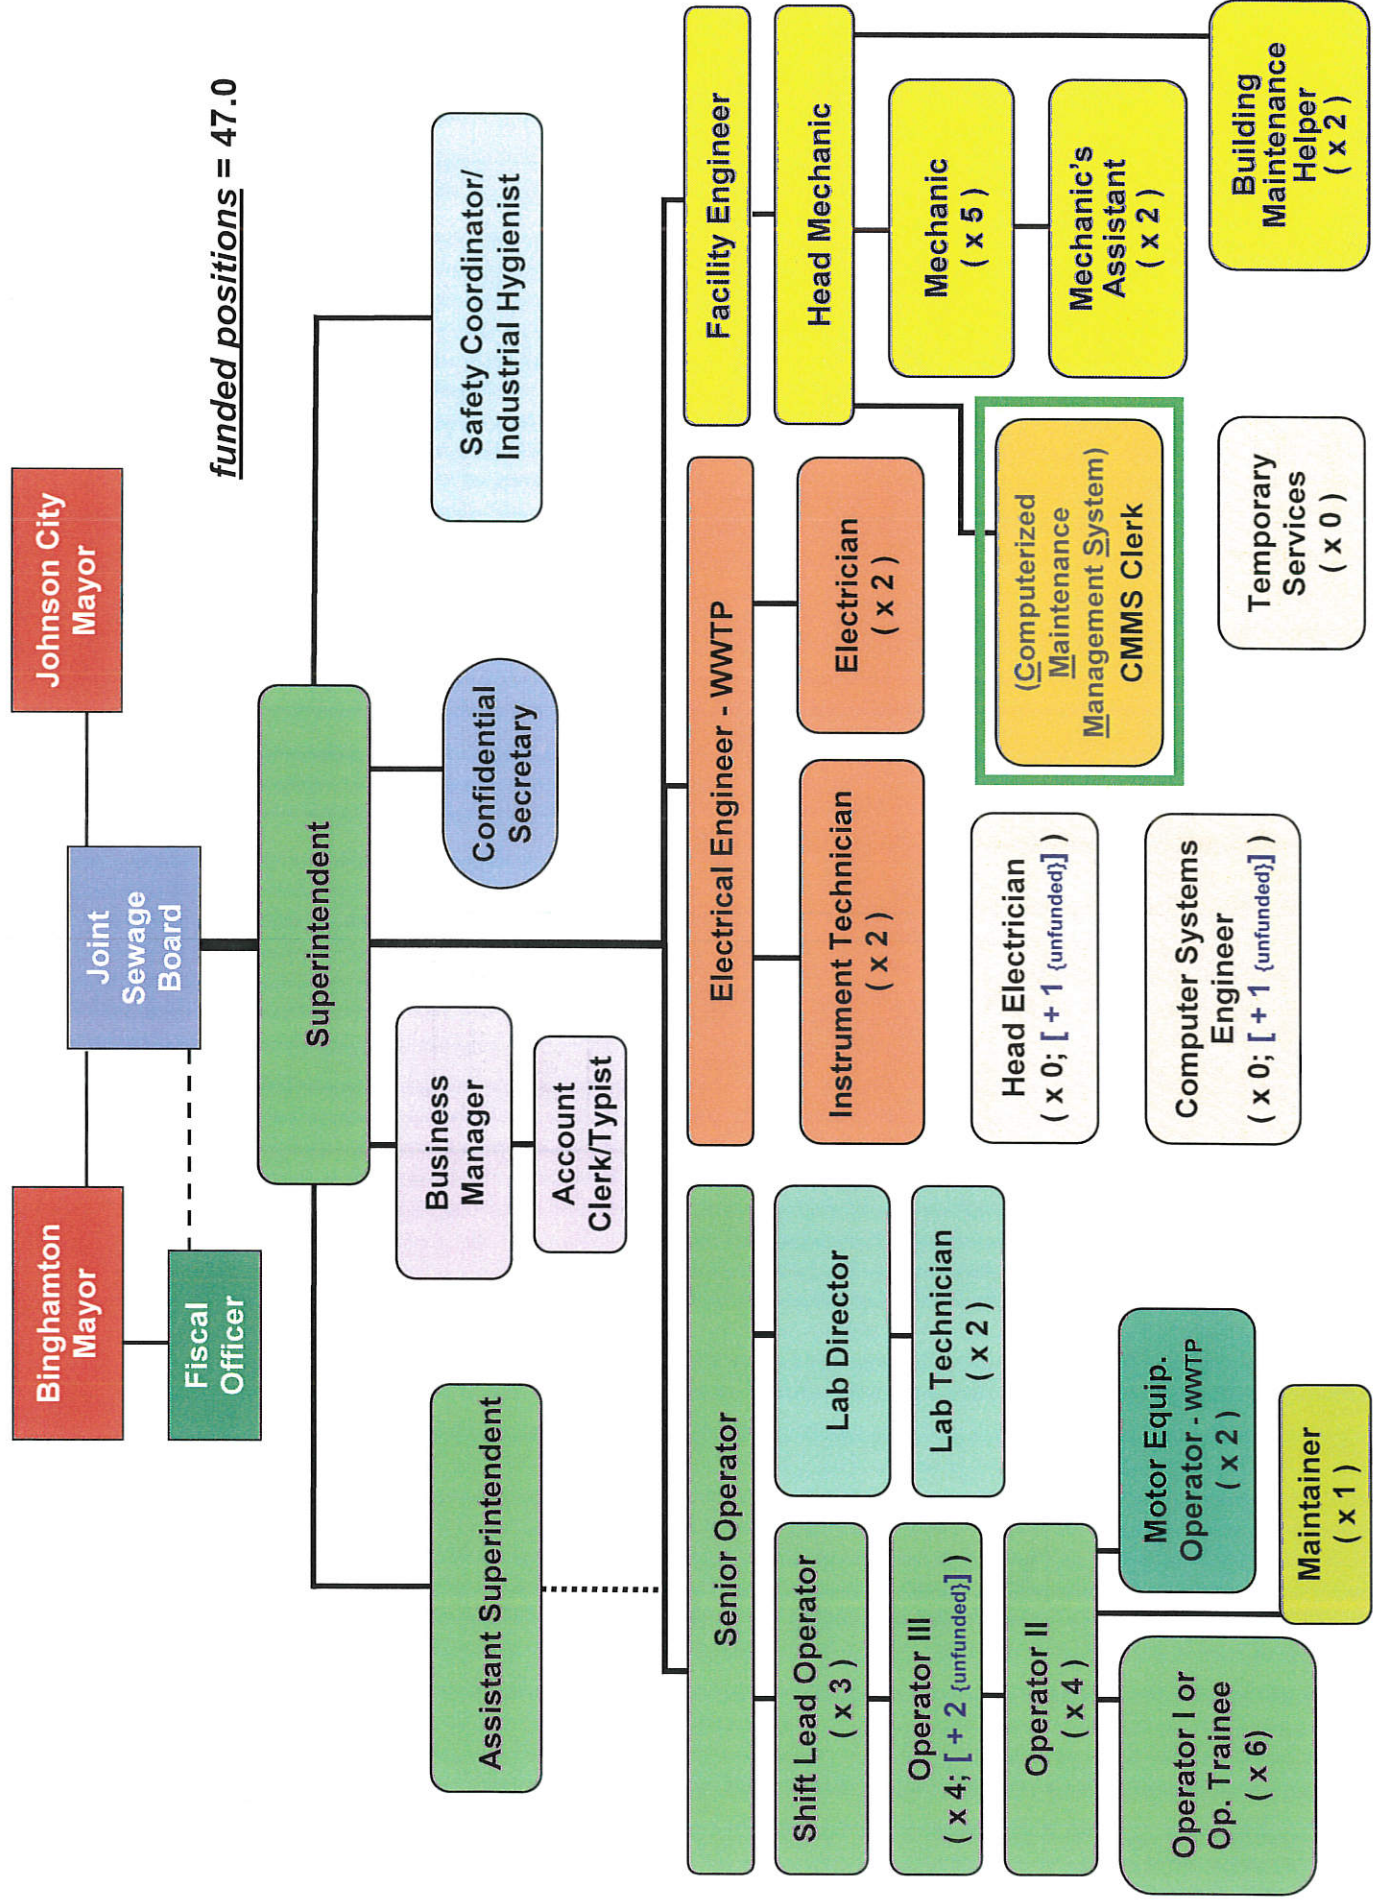 funded positions = 47.0
Binghamton
Mayor
Joint
Sewage
Board
Johnson City
Mayor
Fiscal
Officer
Superintendent
Assistant Superintendent
Business
Manager
Account
Clerk/Typist
Confidential
Secretary
Safety Coordinator/
Industrial Hygienist
Senior Operator
Shift Lead Operator
( x 3 )
Operator III
( x 4; [ + 2 {unfunded}] )
Operator II
( x 4 )
Operator I or
Op. Trainee
( x 6)
Lab Director
Lab Technician
( x 2 )
Motor Equip.
Operator - WWTP
( x 2 )
Maintainer
( x 1 )
Electrical Engineer - WWTP
Instrument Technician
( x 2 )
Electrician
( x 2 )
Head Electrician
( x 0; [ + 1 {unfunded}] )
Computer Systems
Engineer
( x 0; [ + 1 {unfunded}] )
Facility Engineer
Head Mechanic
Mechanic
( x 5 )
Mechanic's
Assistant
( x 2 )
(Computerized
Maintenance
Management System)
CMMS Clerk
Temporary
Services
( x 0 )
Building
Maintenance
Helper
( x 2 )